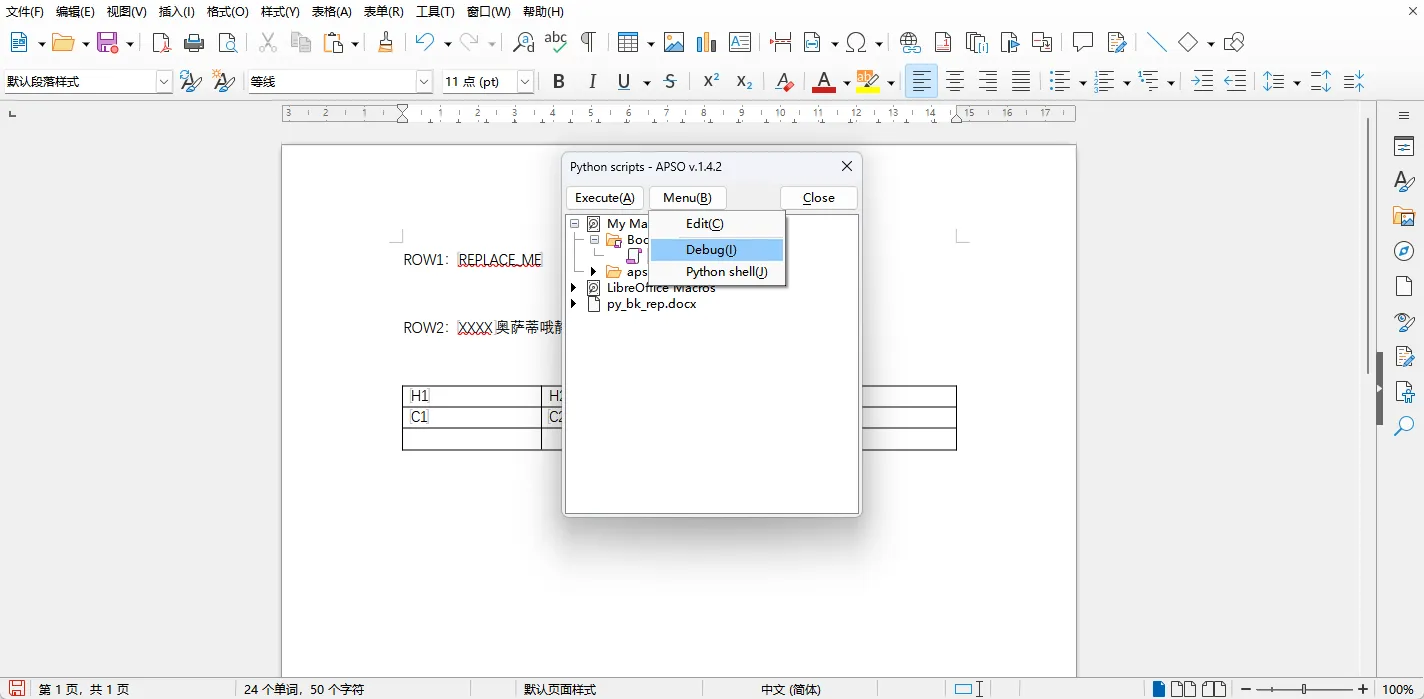 文件(F) 编辑(E) 视图(V) 插入(I) 格式(O) 样式(Y) 表格(A) 表单(R) 工具(T) 窗口(W) 帮助(H)
默认段落样式 等线 11 点 (pt)
3 2 1 1 2 3 4 5 6 7 8 9 10 11 12 13 14 15 16 17
Python scripts - APSO v.1.4.2
Execute(A) Menu(B) Close
My Ma
Edit(C)
Debug(I)
aps
Python shell(J)
LibreOffice Macros
py_bk_rep.docx
ROW1: REPLACE_ME
ROW2: XXXX 奥萨蒂哦
H1
C1
第 1 页，共 1 页 24 个单词，50 个字符 默认页面样式 中文 (简体) 100%